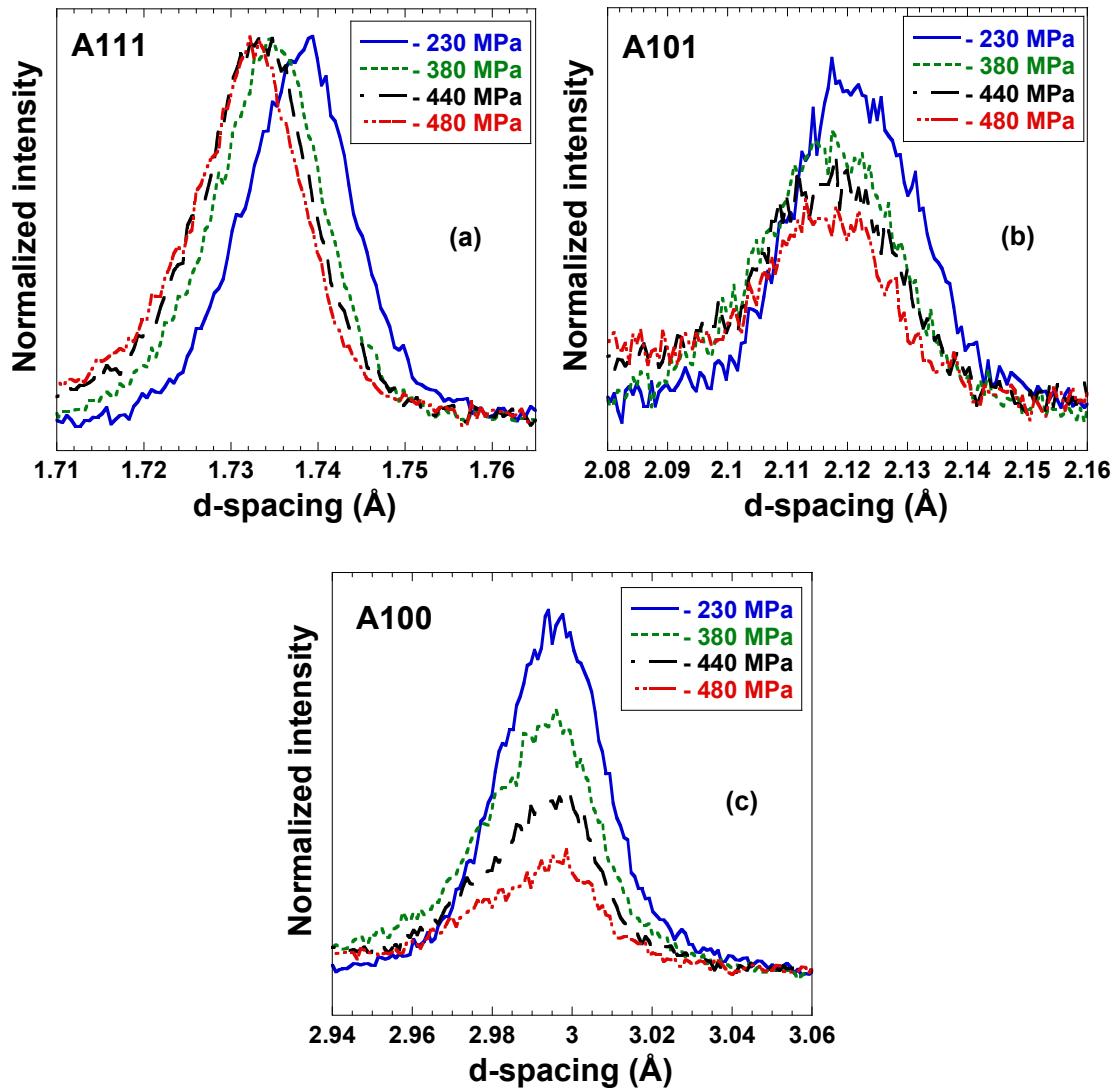 A111
- 230 MPa
- 380 MPa
- 440 MPa
- 480 MPa
(a)
Normalized intensity
1.71 1.72 1.73 1.74 1.75 1.76
d-spacing (Å)
A101
- 230 MPa
- 380 MPa
- 440 MPa
- 480 MPa
(b)
Normalized intensity
2.08 2.09 2.1 2.11 2.12 2.13 2.14 2.15 2.16
d-spacing (Å)
A100
- 230 MPa
- 380 MPa
- 440 MPa
- 480 MPa
(c)
Normalized intensity
2.94 2.96 2.98 3 3.02 3.04 3.06
d-spacing (Å)